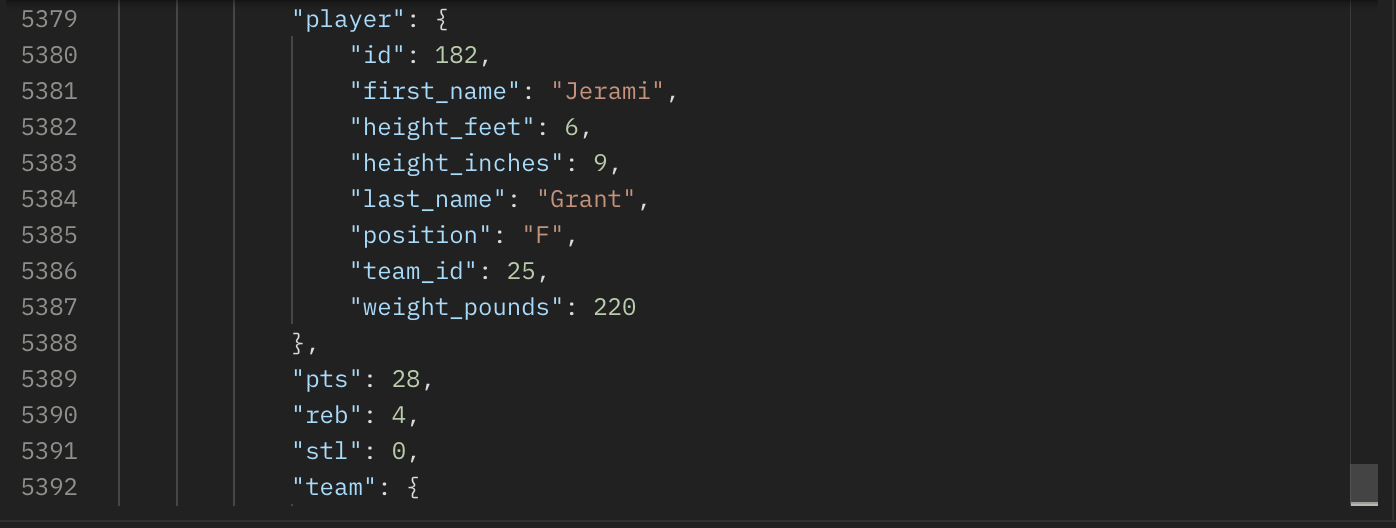 5379 "player": {
5380 "id": 182,
5381 "first_name": "Jerami",
5382 "height_feet": 6,
5383 "height_inches": 9,
5384 "last_name": "Grant",
5385 "position": "F",
5386 "team_id": 25,
5387 "weight_pounds": 220
5388 },
5389 "pts": 28,
5390 "reb": 4,
5391 "stl": 0,
5392 "team": {